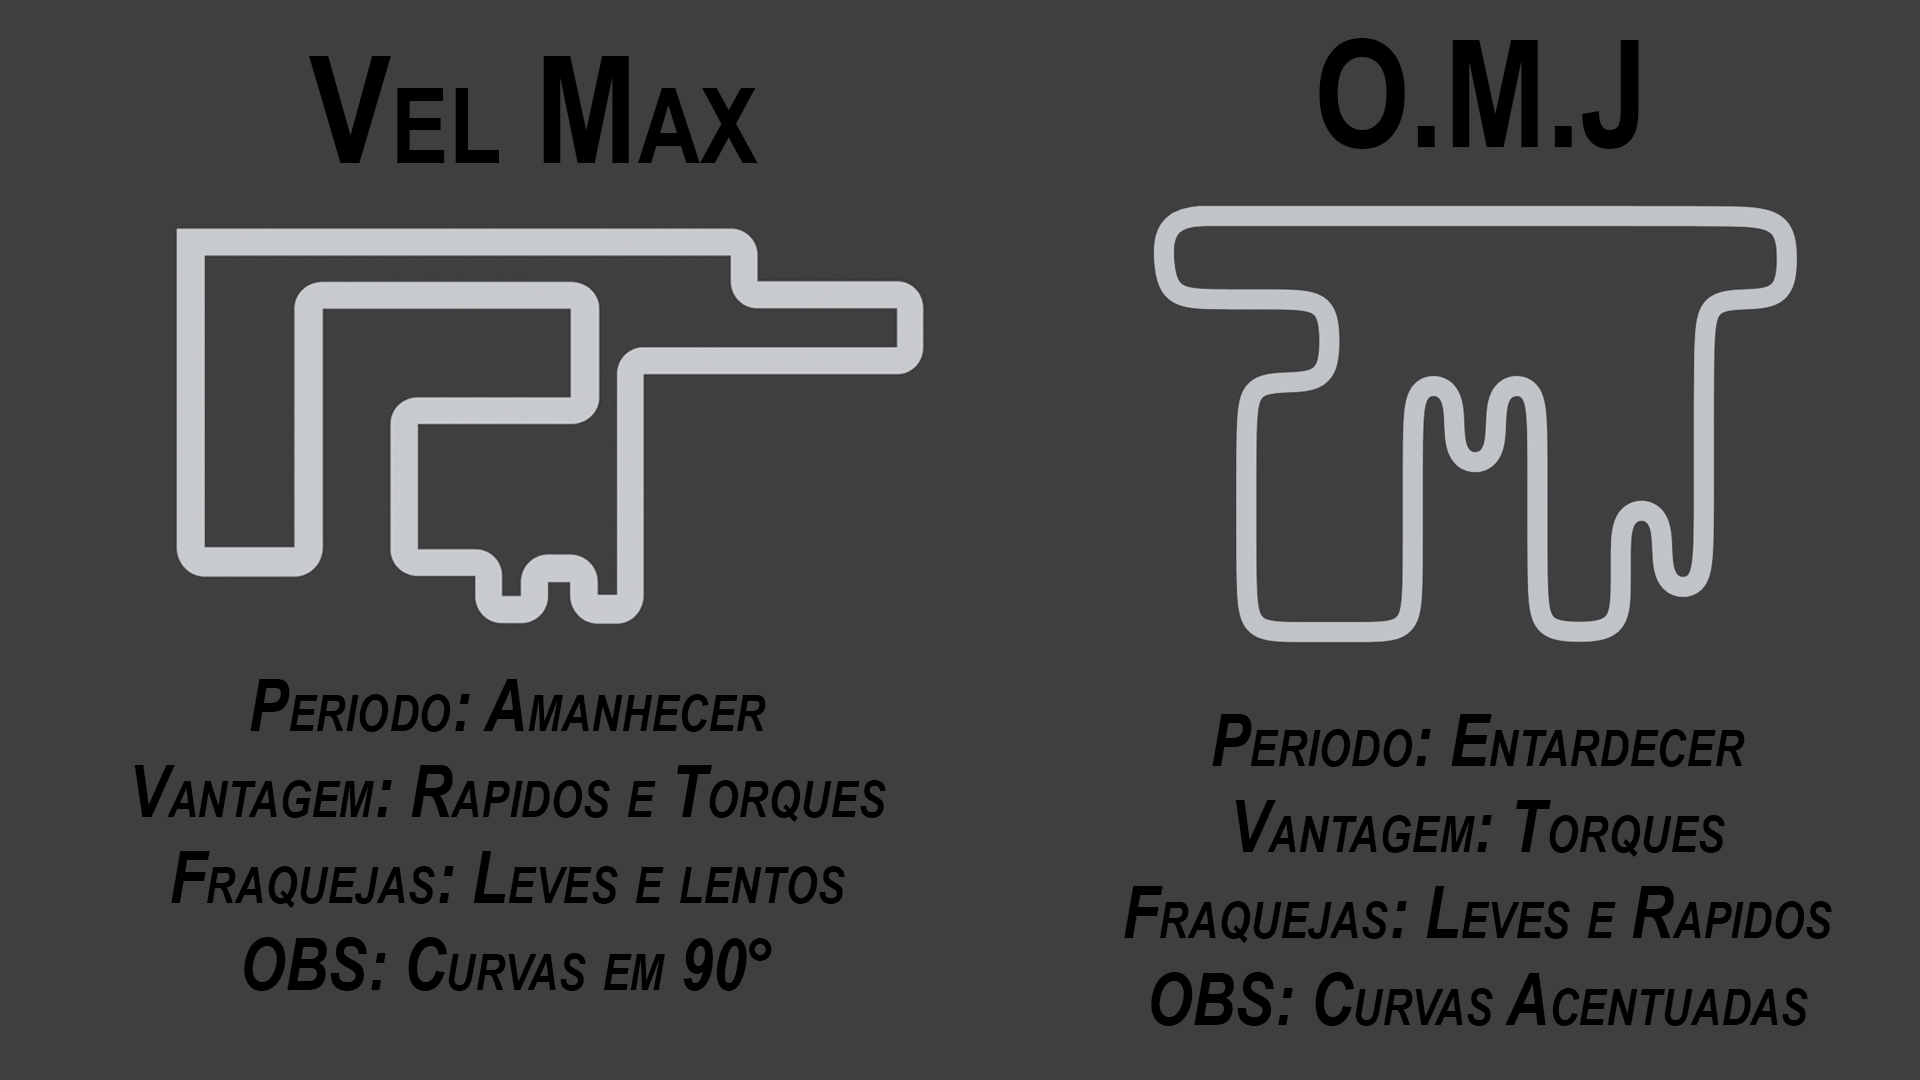 Vel Max
Periodo: Amanhecer
Vantagem: Rapidos e Torques
Fraquejas: Leves e lentos
OBS: Curvas em 90°
O.M.J
Periodo: Entardecer
Vantagem: Torques
Fraquejas: Leves e Rapidos
OBS: Curvas Acentuadas